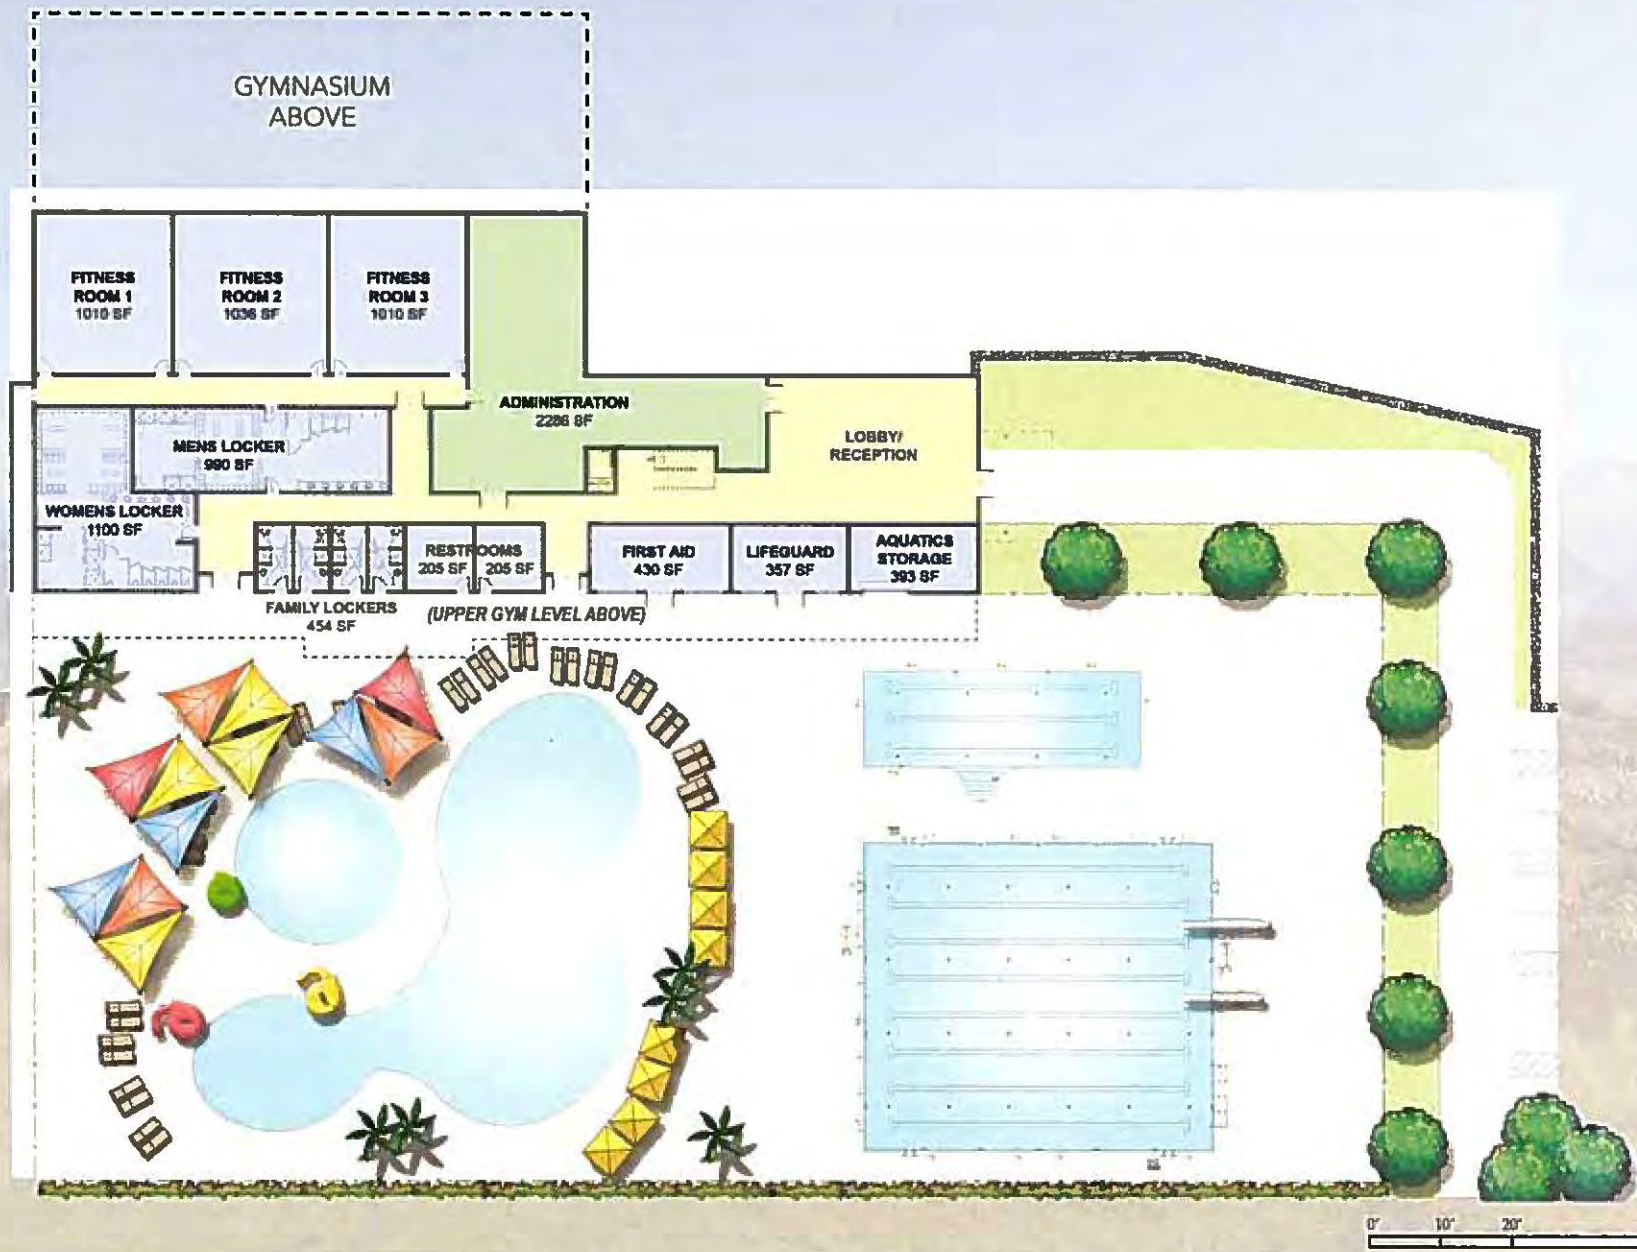 GYMNASIUM
ABOVE
FITNESS
ROOM 1
1010 SF
FITNESS
ROOM 2
1036 SF
FITNESS
ROOM 3
1010 SF
ADMINISTRATION
2286 SF
LOBBY/
RECEPTION
MENS LOCKER
990 SF
WOMENS LOCKER
1100 SF
RESTROOMS
205 SF 205 SF
FIRST AID
430 SF
LIFEGUARD
357 SF
AQUATICS
STORAGE
393 SF
FAMILY LOCKERS
454 SF
(UPPER GYM LEVEL ABOVE)
0' 10' 20'